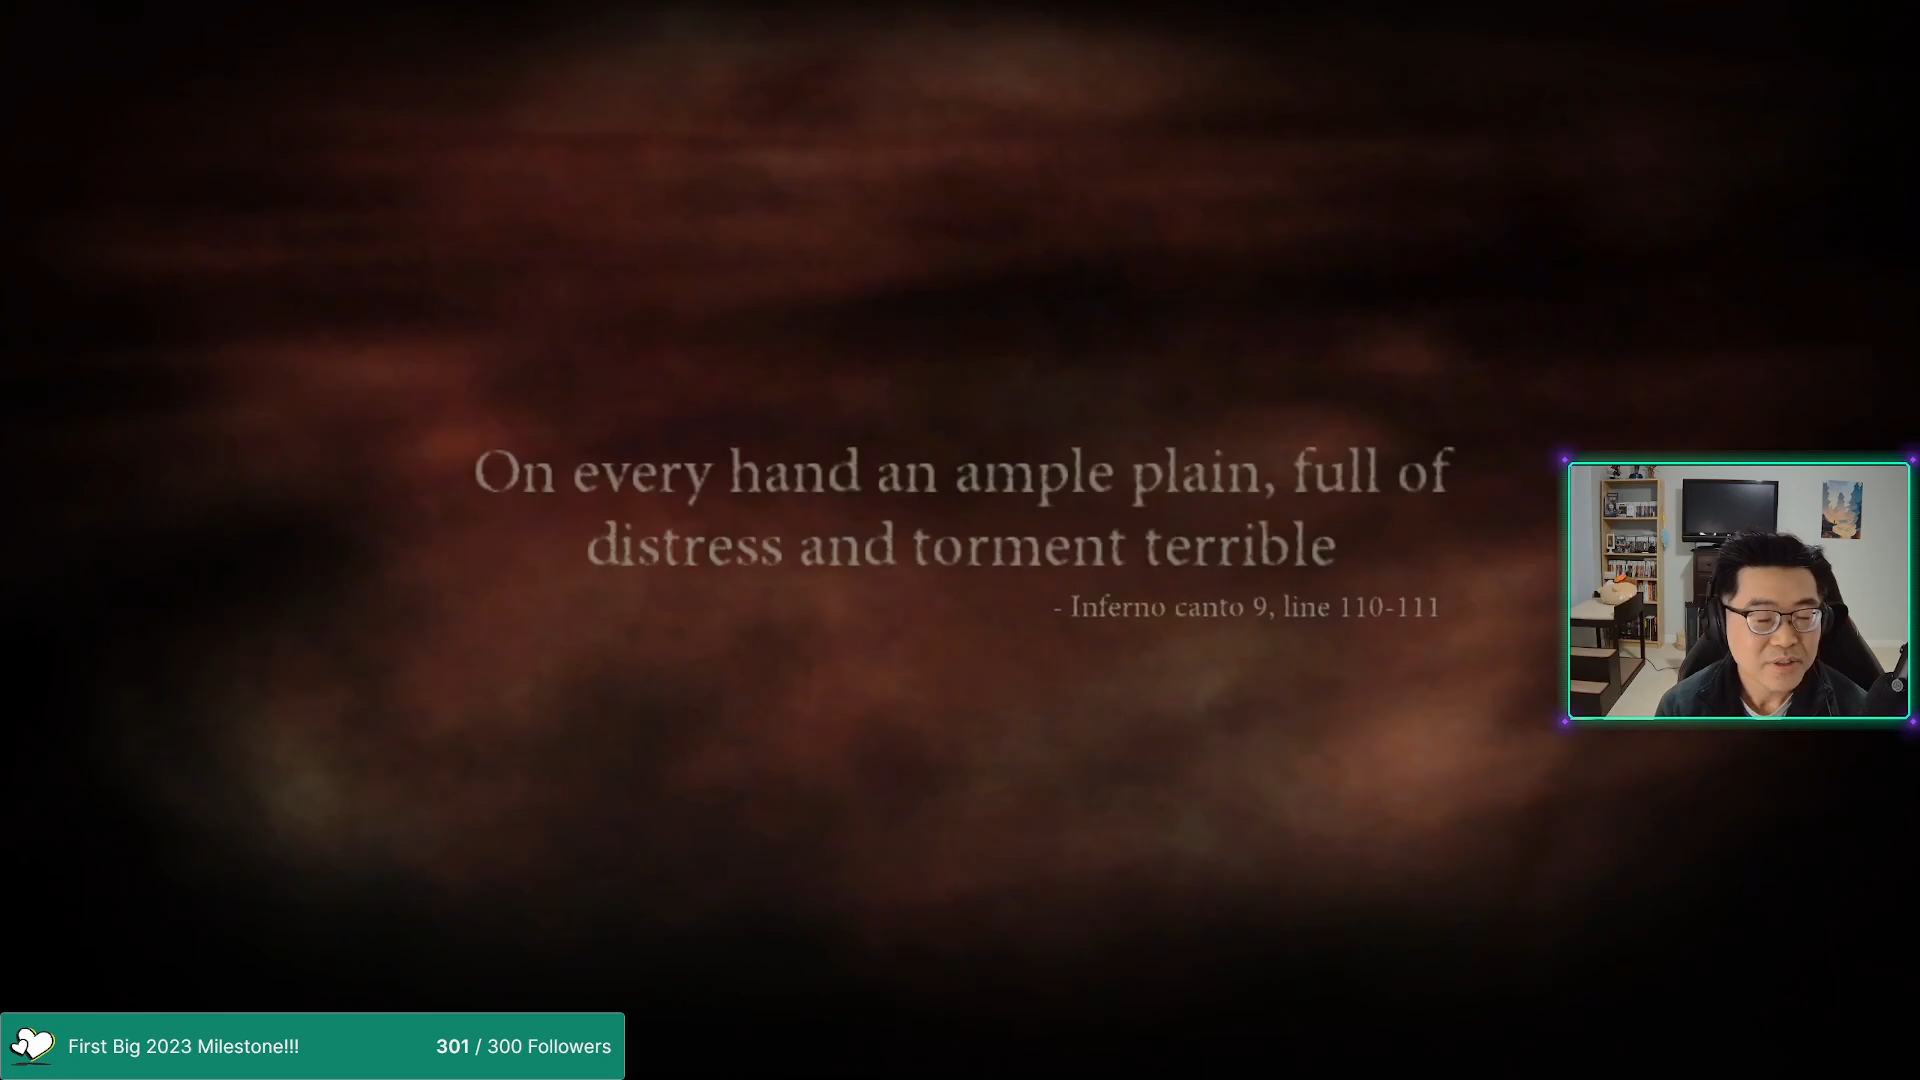 On every hand an ample plain, full of
distress and torment terrible
- Inferno canto 9, line 110-111
First Big 2023 Milestone!!!
301 / 300 Followers